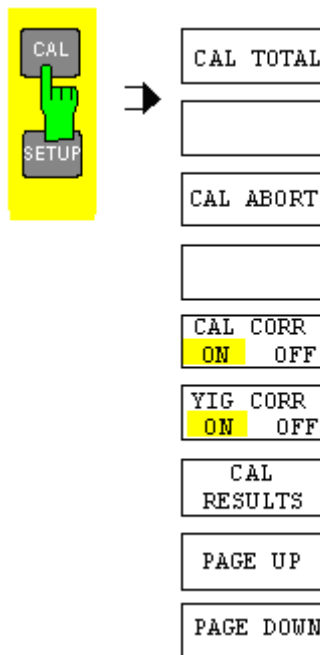 CAL
SETUP
CAL TOTAL
CAL ABORT
CAL CORR
ON OFF
YIG CORR
ON OFF
CAL
RESULTS
PAGE UP
PAGE DOWN